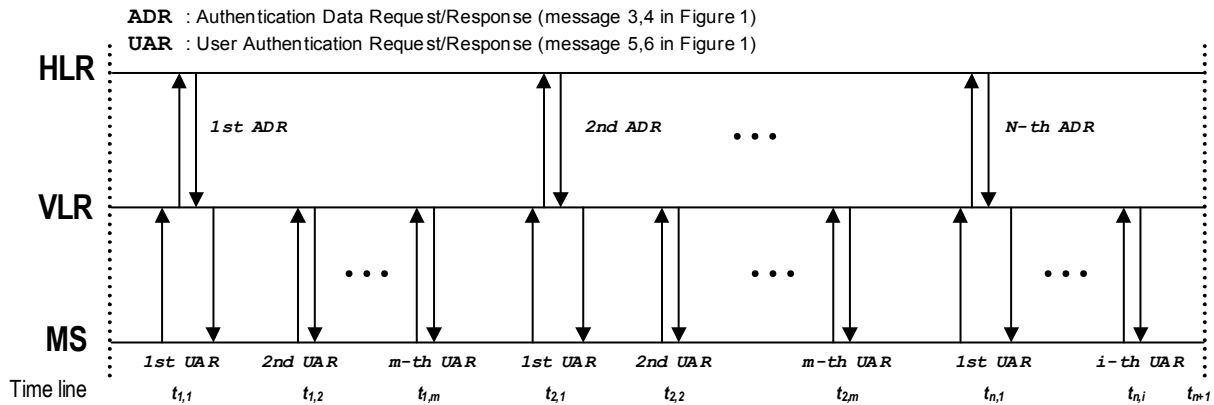 ADR : Authentication Data Request/Response (message 3,4 in Figure 1)
UAR : User Authentication Request/Response (message 5,6 in Figure 1)
HLR
1st ADR 2nd ADR ••• N-th ADR
VLR
••• ••• •••
MS
1st UAR 2nd UAR m-th UAR 1st UAR 2nd UAR m-th UAR 1st UAR i-th UAR
Time line t1,1 t1,2 t1,m t2,1 t2,2 t2,m tn,1 tn,i tn+1